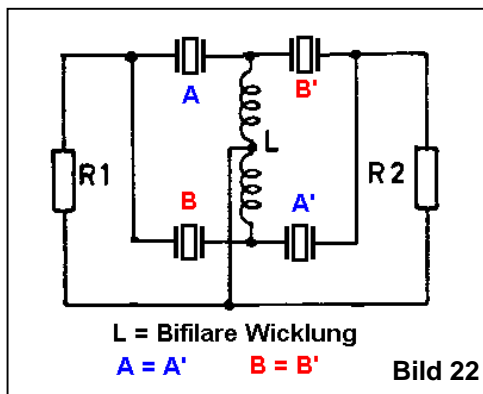 A
B'
L
R1
R2
B
A'
L = Bifilare Wicklung
A = A' B = B'
Bild 22